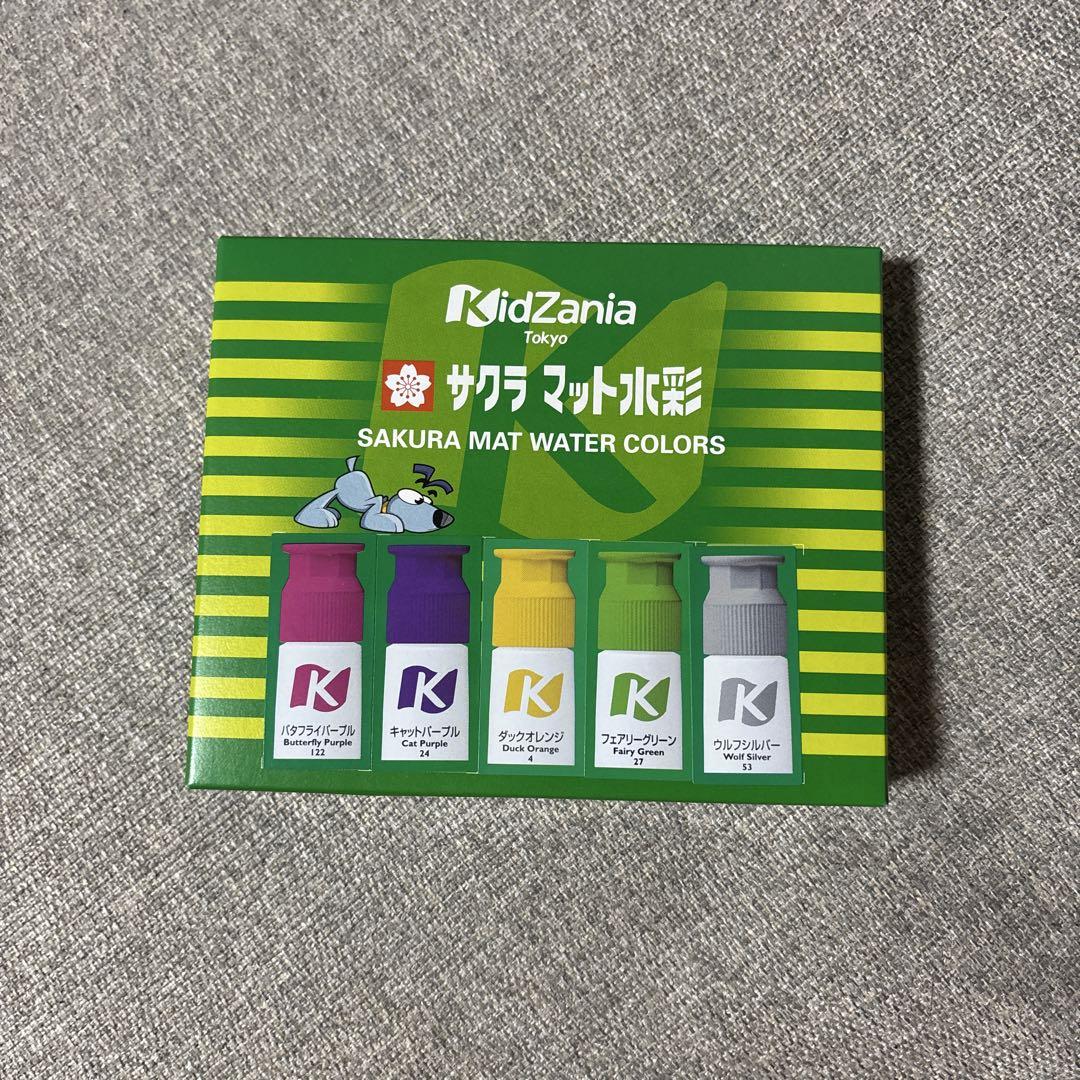 KidZania
Tokyo
サクラ マット水彩
SAKURA MAT WATER COLORS
K
バタフライパープル
Butterfly Purple
122
K
キャットパープル
Cat Purple
24
K
ダックオレンジ
Duck Orange
4
K
フェアリーグリーン
Fairy Green
27
K
ウルフシルバー
Wolf Silver
53